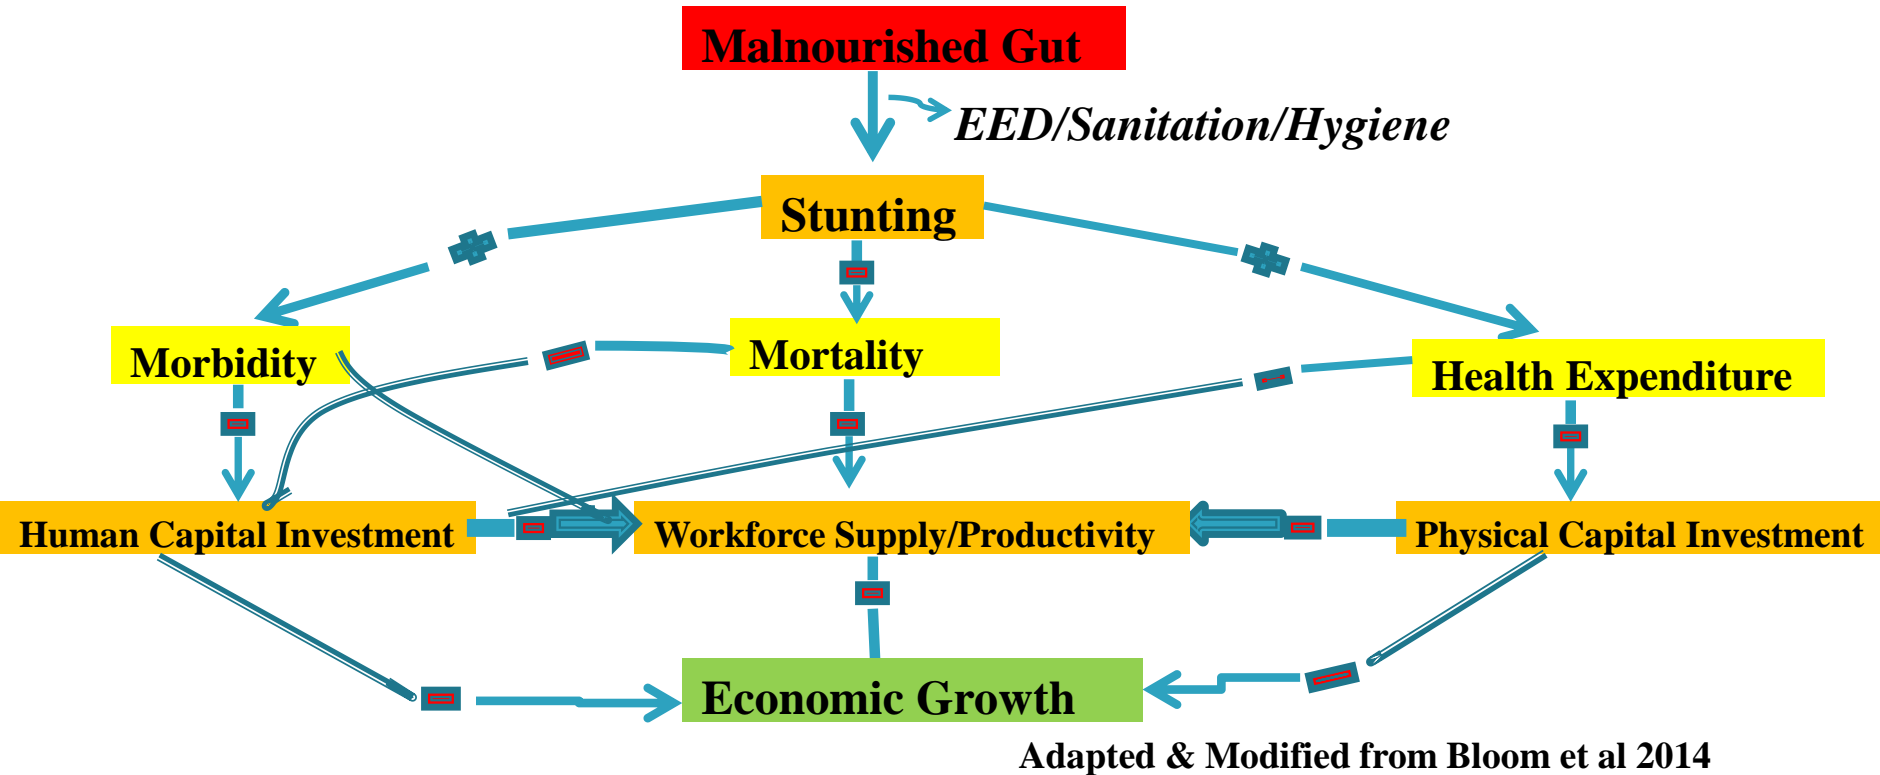 Malnourished Gut
EED/Sanitation/Hygiene
Stunting
Morbidity
Mortality
Health Expenditure
Human Capital Investment
Workforce Supply/Productivity
Physical Capital Investment
Economic Growth
Adapted & Modified from Bloom et al 2014